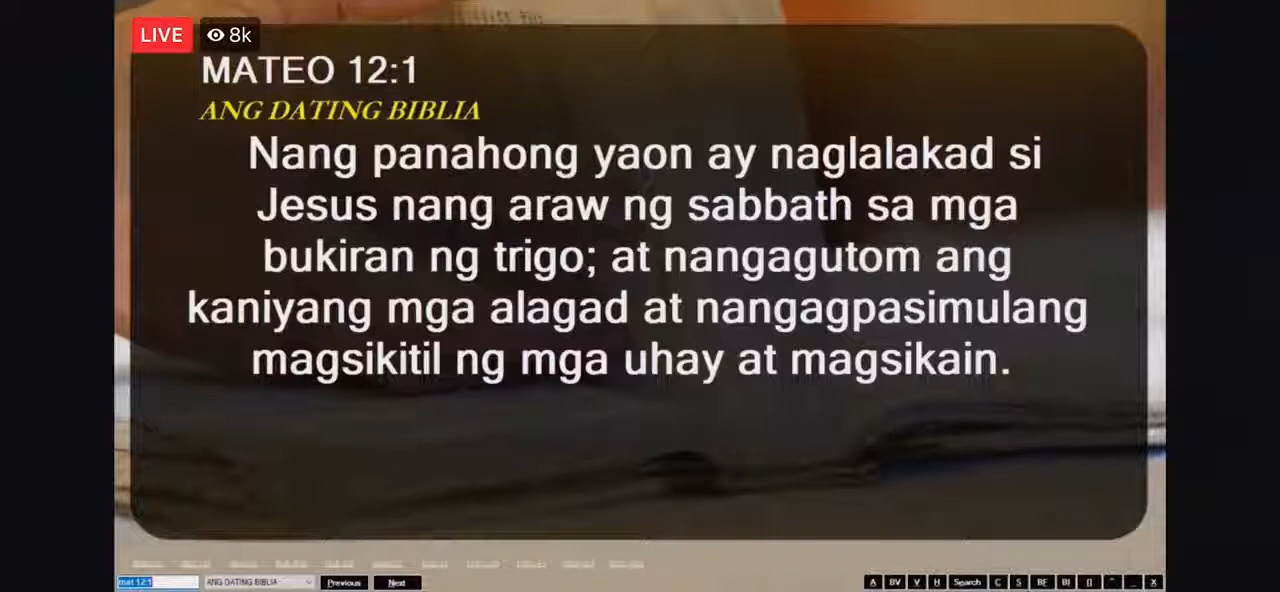 LIVE 8k
MATEO 12:1
ANG DATING BIBLIA
Nang panahong yaon ay naglalakad si
Jesus nang araw ng sabbath sa mga
bukiran ng trigo; at nangagutom ang
kaniyang mga alagad at nangagpasimulang
magsikitil ng mga uhay at magsikain.
mat 12:1 ANG DATING BIBLIA Previous Next A BV V H Search C S BE BI [] ^ _ X